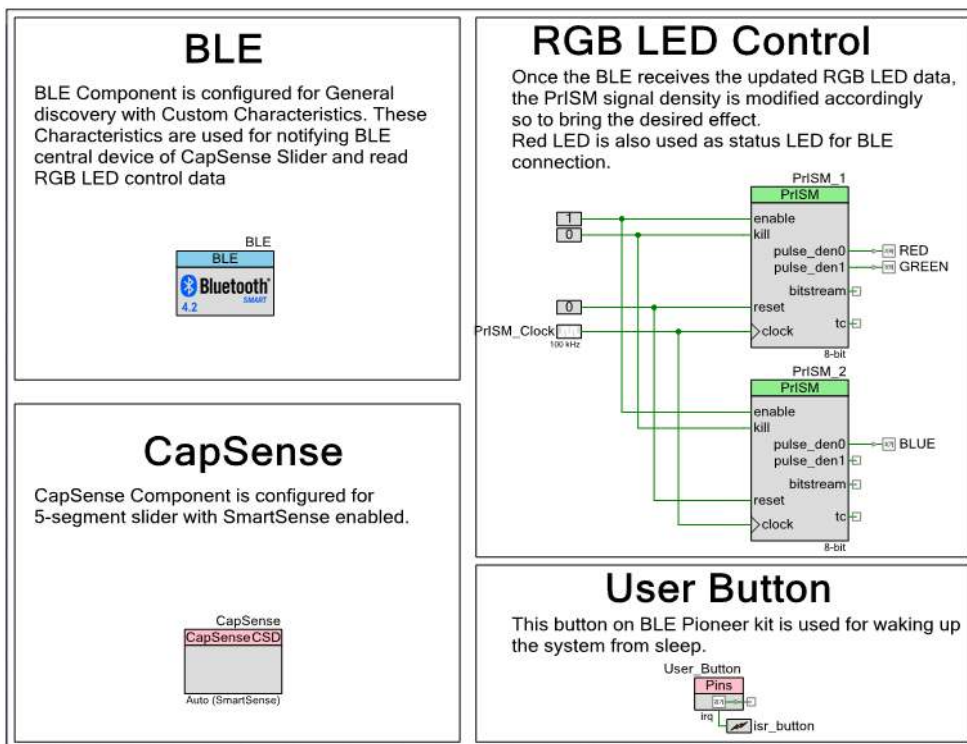 BLE
BLE Component is configured for General
discovery with Custom Characteristics. These
Characteristics are used for notifying BLE
central device of CapSense Slider and read
RGB LED control data
BLE
BLE
Bluetooth
SMART
4.2
CapSense
CapSense Component is configured for
5-segment slider with SmartSense enabled.
CapSense
CapSense CSD
Auto (SmartSense)
RGB LED Control
Once the BLE receives the updated RGB LED data,
the PrISM signal density is modified accordingly
so to bring the desired effect.
Red LED is also used as status LED for BLE
connection.
PrISM_1
PrISM
1
enable
0
kill
pulse_den0
RED
pulse_den1
GREEN
bitstream
0
reset
tc
PrISM_Clock
clock
100 kHz
8-bit
PrISM_2
PrISM
enable
kill
pulse_den0
BLUE
pulse_den1
bitstream
reset
tc
clock
8-bit
User Button
This button on BLE Pioneer kit is used for waking up
the system from sleep.
User_Button
Pins
irq
isr_button